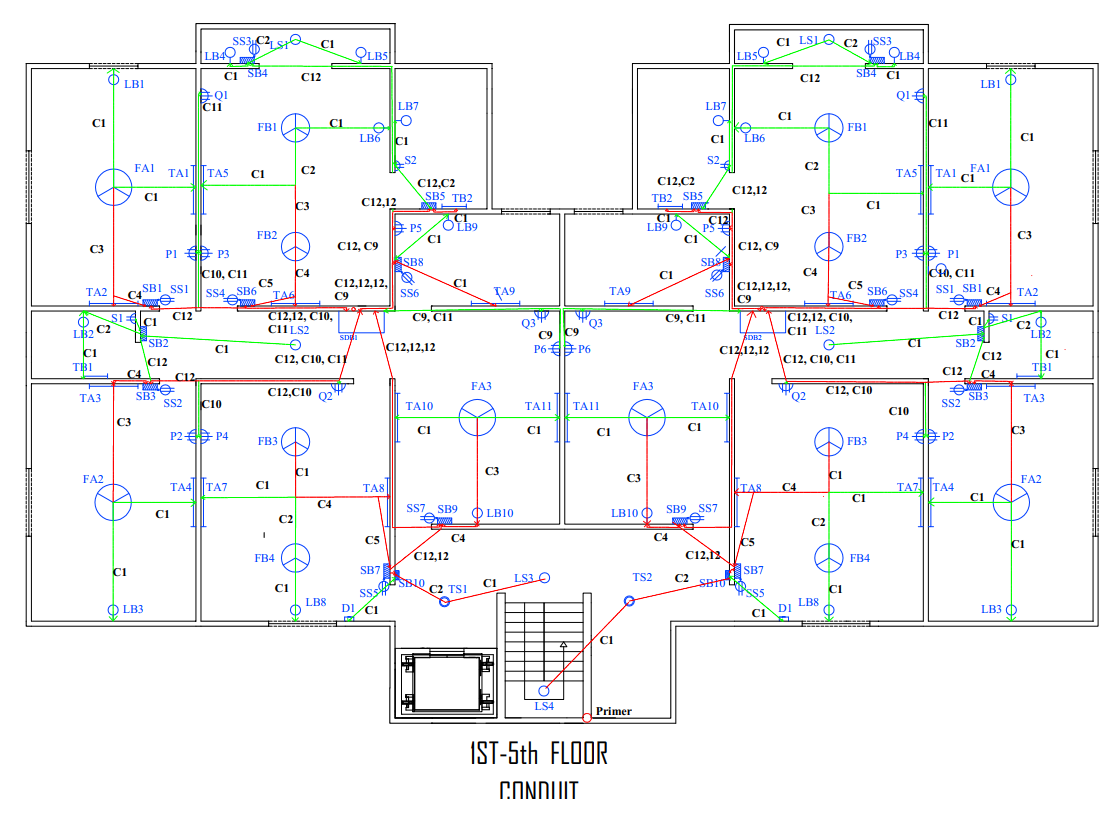 SS3 C2 LS1 C1
LB4 LB5
C1 SB4 C12
LS1 SS3
C1 C2
LB5 LB4
C12 SB4 C1
LB1 Q1 C11
C1 FB1 C1 LB6 LB7
C1 S2
FA1 TA1 TA5 C1 C2
C1 C12,C2
C3 C12,12 SB5 TB2
C3 FB2 P5 C1 LB9
P1 P3 C12, C9 C1
C10, C11 C4 SB8
C5 SS6 C1 TA9
TA2 C4 SB1 SS1 SS4 SB6 TA6 C12,12,12,
C9
C12 C12,12, C10,
C11
C9, C11
LB2 C2 S1 C1 SB2 LS2 SDB1
Q3 C9
C1 C1 C12, C10, C11 C12,12,12
TB1 C4 C12 P6
TA3 SB3 SS2 C12 C12,C10 Q2
LB7 LB6 C1 FB1 Q1 LB1
S2 C1 C11 C1
C2 TA5 TA1 FA1
C12,C2 C1 C1
TB2 SB5 C12,12 C3
C1 C12 P5 C3
LB9 C1 C12, C9 FB2 P3 P1
SB8 C4 C10, C11
C1 SS6 C12,12,12,
C9
C5
TA9 TA6 SB6 SS4 SS1 SB1 C4 TA2
C9, C11 C12,12, C10,
C11
C12 C12
Q3 C9 SDB2 LS2 C1 S1 C2 LB2
C1 SB2
P6 C12,12,12 C12, C10, C11 C12 C1
C12 C4 TB1
Q2 C12, C10 SS2 SB3 TA3
C3 C10 TA10 FA3 TA11
P2 P4 FB3 C1 C1
FA2 C1 C3
TA4 TA7 C1 TA8
C1 C2 C4 SS7 SB9 LB10
C5 C4
C1 FB4 C12,12
SB7 SB10 C2 TS1 C1 LS3
SS5
LB3 C1 LB8 D1 C1
TA11 FA3 TA10 C10 C3
C1 C1 FB3 P4 P2
C3 C1 FA2
TA8 C4 TA7 TA4
LB10 SB9 SS7 C2 C1
C4 C5
C12,12 FB4 C1
TS2 C2 SB10 SB7
SS5
C1 C1 D1 LB8 C1 LB3
LS4 Primer
1ST-5th FLOOR
CONDUIT